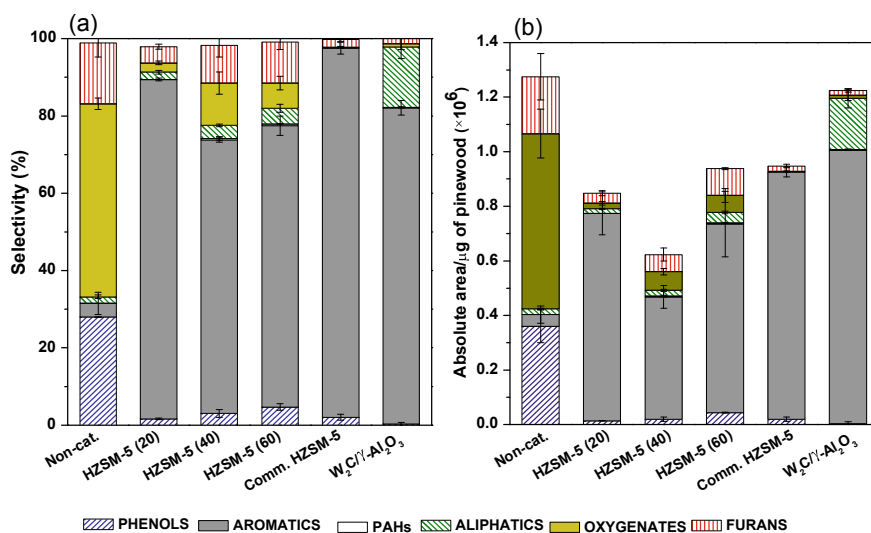 (a)
100
80
60
40
20
0
Selectivity (%)
Non-cat.
HZSM-5 (20)
HZSM-5 (40)
HZSM-5 (60)
Comm. HZSM-5
W₂C/γ-Al₂O₃
(b)
1.4
1.2
1.0
0.8
0.6
0.4
0.2
0.0
Absolute area/μg of pinewood (×10⁶)
Non-cat.
HZSM-5 (20)
HZSM-5 (40)
HZSM-5 (60)
Comm. HZSM-5
W₂C/γ-Al₂O₃
PHENOLS AROMATICS PAHs ALIPHATICS OXYGENATES FURANS